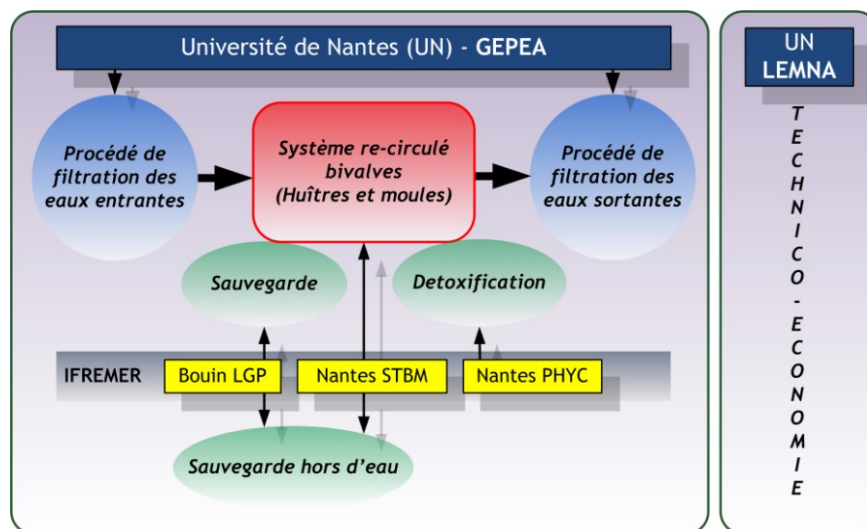 Université de Nantes (UN) - GEPEA
Procédé de
filtration des
eaux entrantes
Système re-circulé
bivalves
(Huîtres et moules)
Procédé de
filtration des
eaux sortantes
Sauvegarde
Detoxification
IFREMER
Bouin LGP
Nantes STBM
Nantes PHYC
Sauvegarde hors d’eau
UN
LEMNA
TECHNICO-ECONOMIE